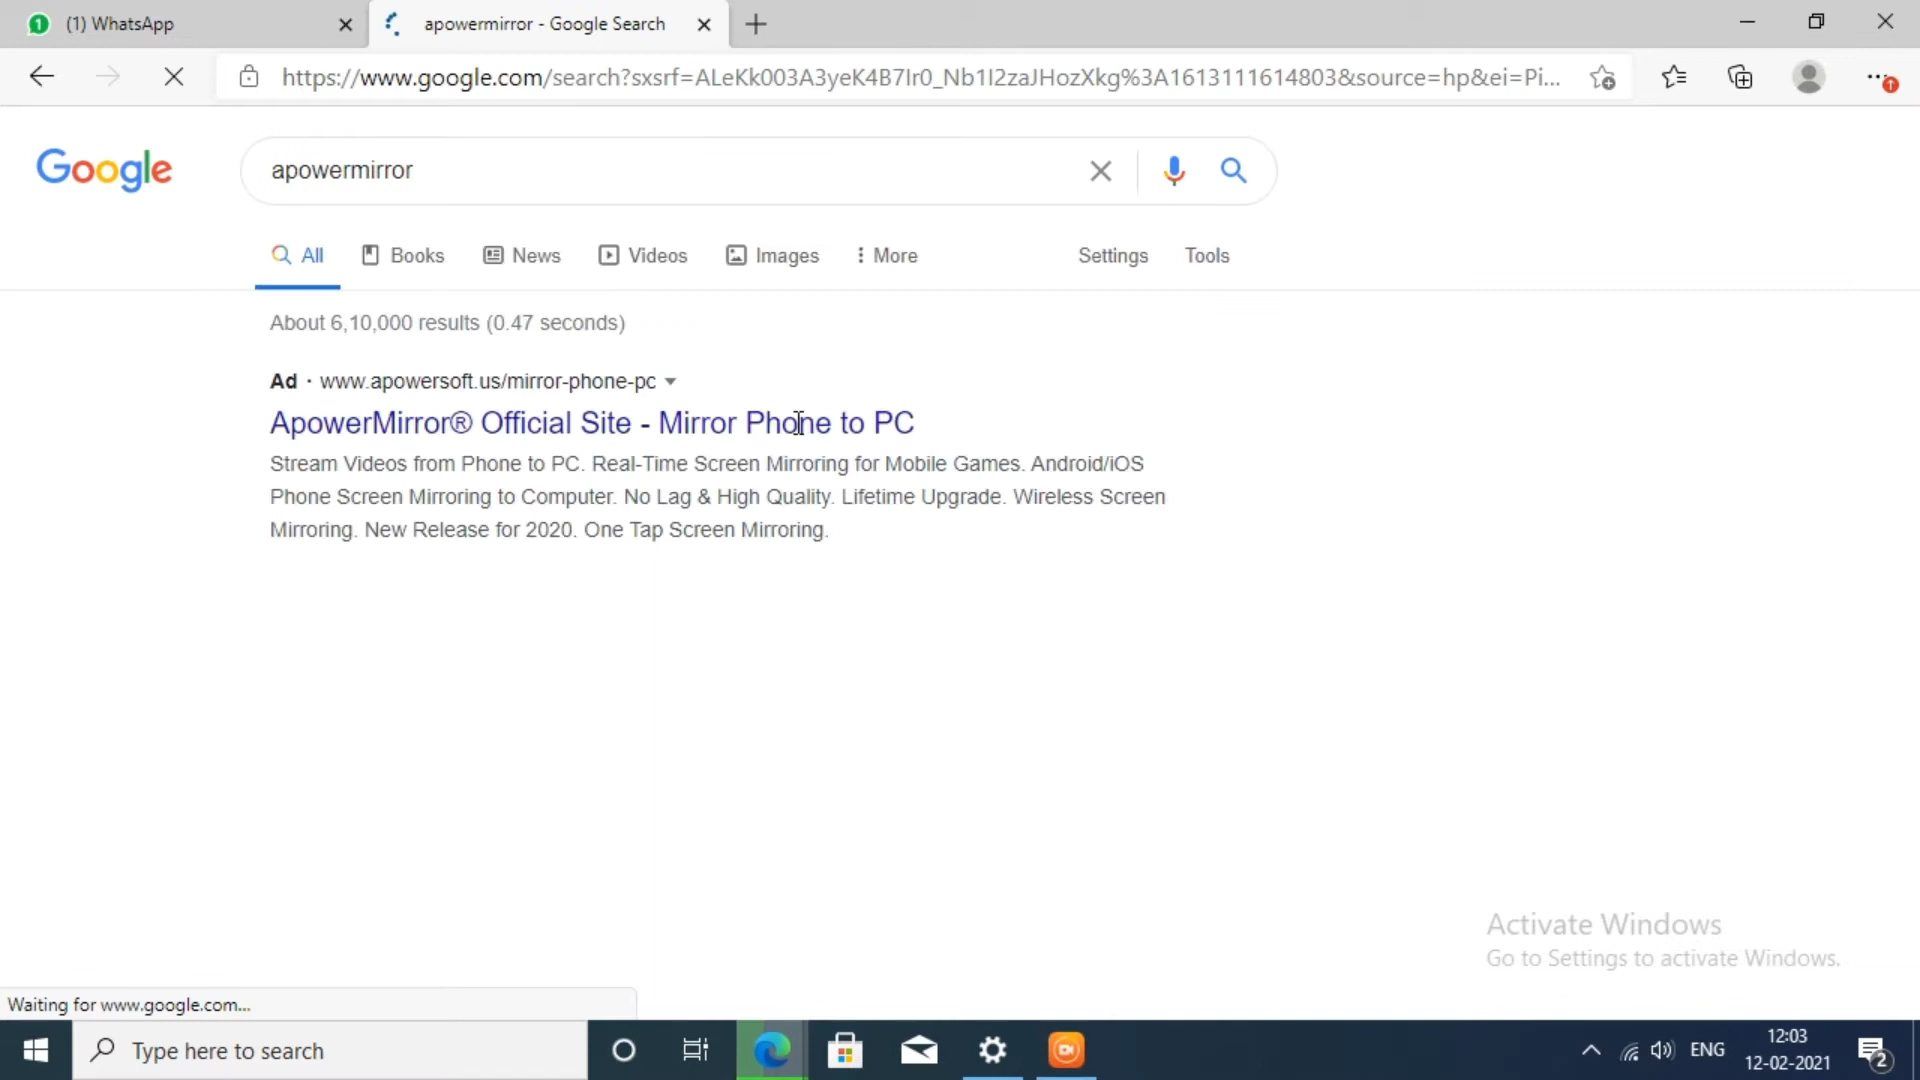 1
(1) WhatsApp
apowermirror - Google Search
https://www.google.com/search?sxsrf=ALeKk003A3yeK4B7Ir0_Nb1I2zaJHozXkg%3A1613111614803&source=hp&ei=Pi...
Google
apowermirror
All
Books
News
Videos
Images
More
Settings
Tools
About 6,10,000 results (0.47 seconds)
Ad · www.apowersoft.us/mirror-phone-pc
ApowerMirror® Official Site - Mirror Phone to PC
Stream Videos from Phone to PC. Real-Time Screen Mirroring for Mobile Games. Android/iOS
Phone Screen Mirroring to Computer. No Lag & High Quality. Lifetime Upgrade. Wireless Screen
Mirroring. New Release for 2020. One Tap Screen Mirroring.
Activate Windows
Go to Settings to activate Windows.
Waiting for www.google.com...
Type here to search
ENG
12:03
12-02-2021
2